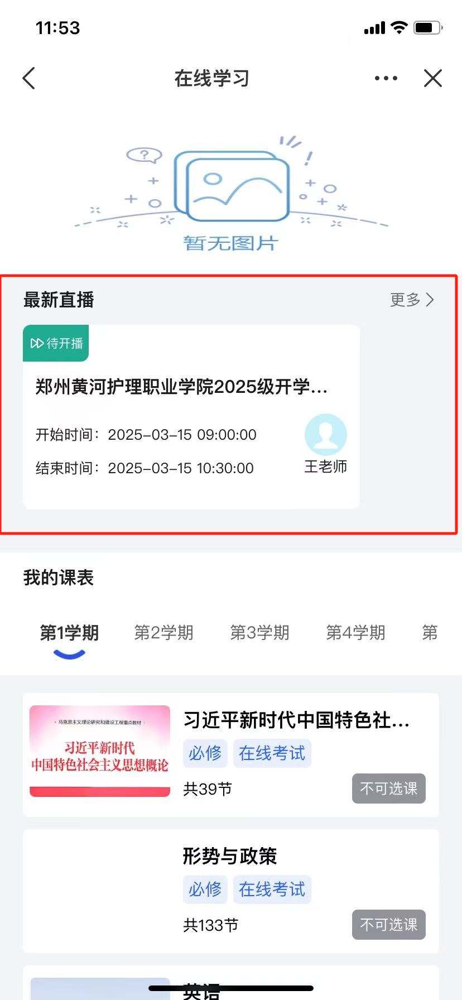 11:53
在线学习
?
!
暂无图片
最新直播
更多
待开播
郑州黄河护理职业学院2025级开学...
开始时间：2025-03-15 09:00:00
结束时间：2025-03-15 10:30:00
王老师
我的课表
第1学期 第2学期 第3学期 第4学期 第
·马克思主义理论研究和建设工程重点教材·
习近平新时代
中国特色社会主义思想概论
习近平新时代中国特色社...
必修 在线考试
共39节
不可选课
形势与政策
必修 在线考试
共133节
不可选课
英语